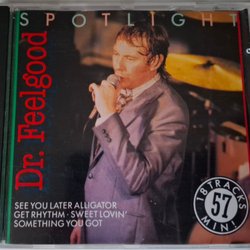 SPOTLIGHT
Dr. Feelgood
SEE YOU LATER ALLIGATOR
GET RHYTHM · SWEET LOVIN'
SOMETHING YOU GOT
18 TRACKS
57
MIN!